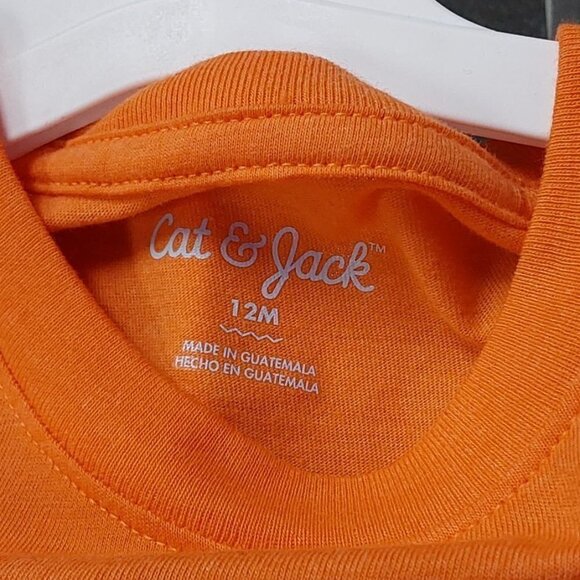 Cat & Jack™
12M
MADE IN GUATEMALA
HECHO EN GUATEMALA